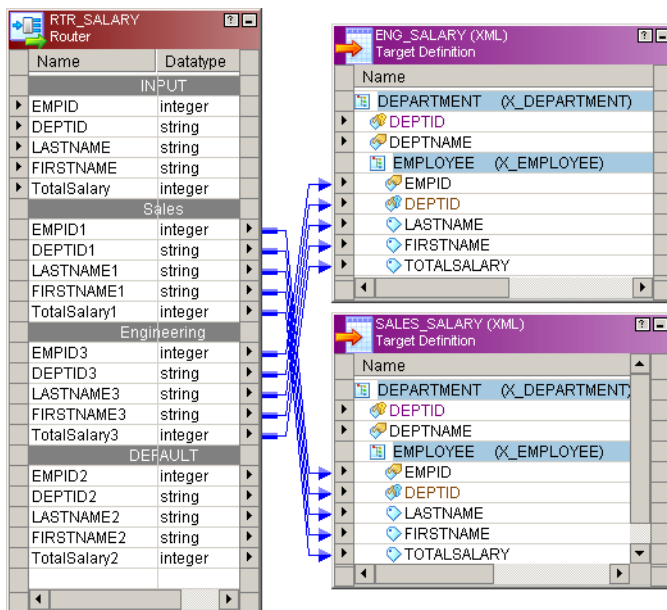 RTR_SALARY
Router
Name Datatype
INPUT
EMPID integer
DEPTID string
LASTNAME string
FIRSTNAME string
TotalSalary integer
Sales
EMPID1 integer
DEPTID1 string
LASTNAME1 string
FIRSTNAME1 string
TotalSalary1 integer
Engineering
EMPID3 integer
DEPTID3 string
LASTNAME3 string
FIRSTNAME3 string
TotalSalary3 integer
DEFAULT
EMPID2 integer
DEPTID2 string
LASTNAME2 string
FIRSTNAME2 string
TotalSalary2 integer
ENG_SALARY (XML)
Target Definition
Name
DEPARTMENT (X_DEPARTMENT)
DEPTID
DEPTNAME
EMPLOYEE (X_EMPLOYEE)
EMPID
DEPTID
LASTNAME
FIRSTNAME
TOTALSALARY
SALES_SALARY (XML)
Target Definition
Name
DEPARTMENT (X_DEPARTMENT)
DEPTID
DEPTNAME
EMPLOYEE (X_EMPLOYEE)
EMPID
DEPTID
LASTNAME
FIRSTNAME
TOTALSALARY